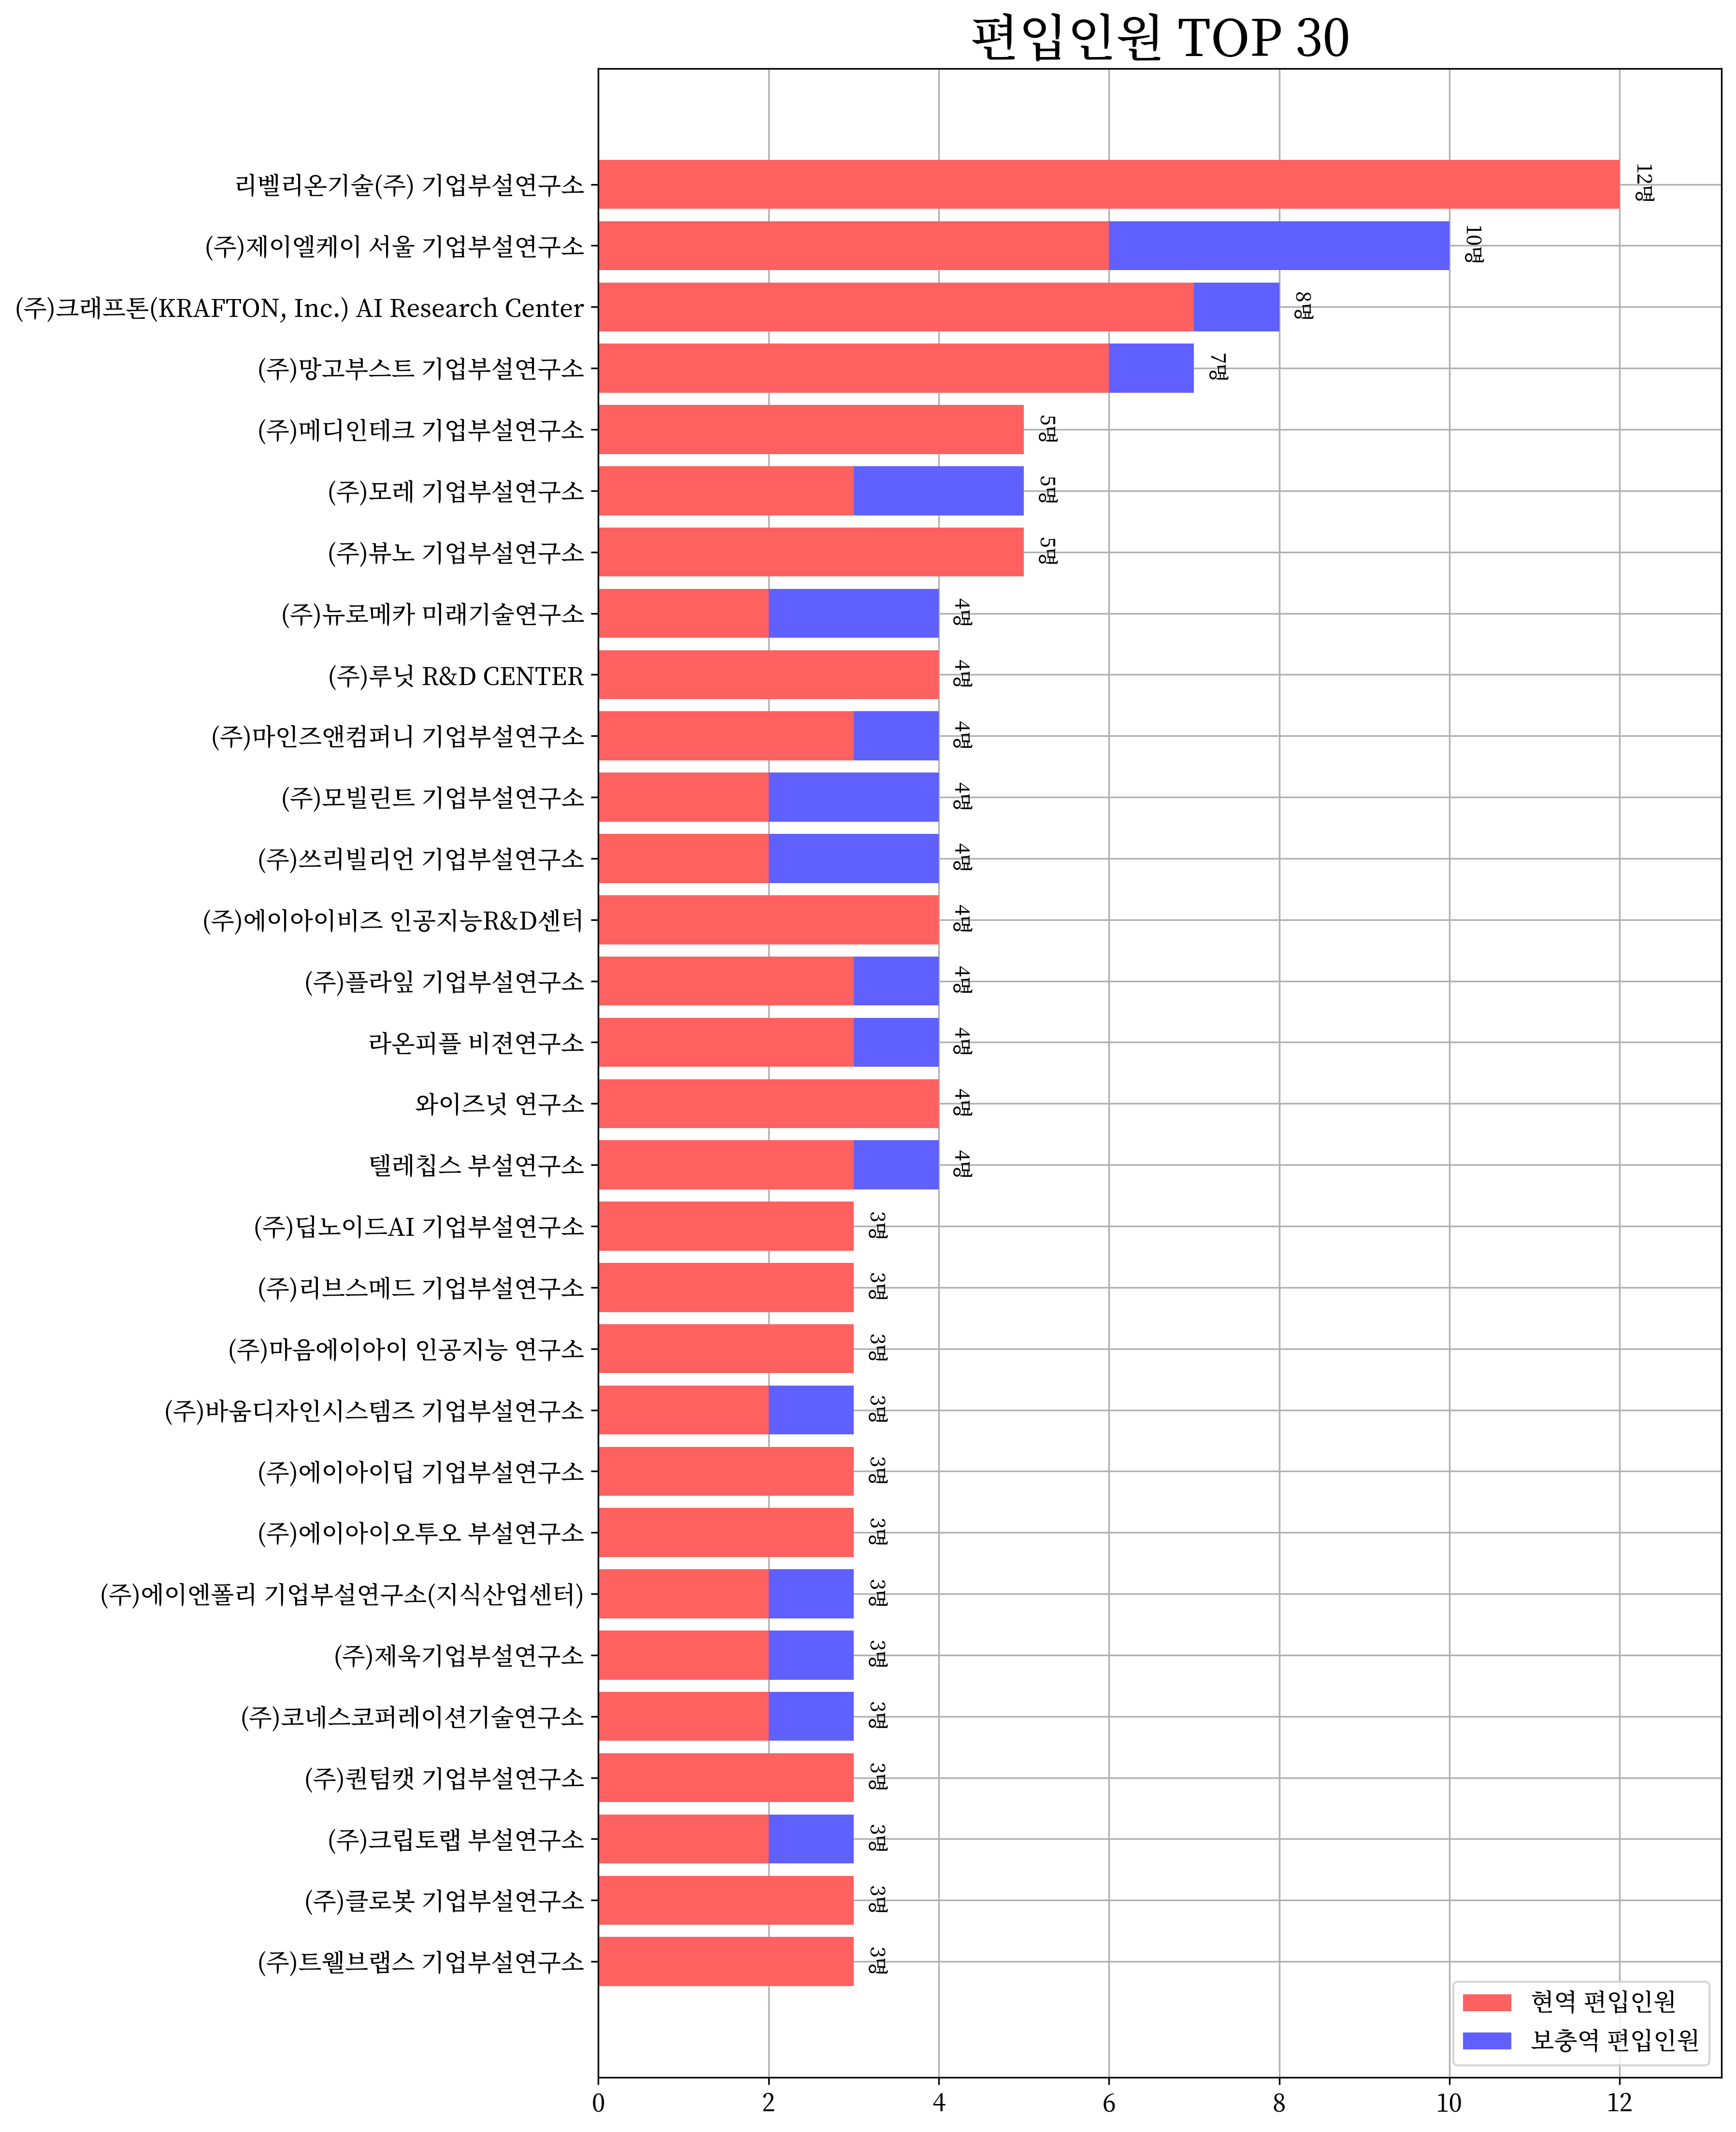 편입인원 TOP 30
리벨리온기술(주) 기업부설연구소
12명
(주)제이엘케이 서울 기업부설연구소
10명
(주)크래프톤(KRAFTON, Inc.) AI Research Center
8명
(주)망고부스트 기업부설연구소
7명
(주)메디인테크 기업부설연구소
5명
(주)모레 기업부설연구소
5명
(주)뷰노 기업부설연구소
5명
(주)뉴로메카 미래기술연구소
4명
(주)루닛 R&D CENTER
4명
(주)마인즈앤컴퍼니 기업부설연구소
4명
(주)모빌린트 기업부설연구소
4명
(주)쓰리빌리언 기업부설연구소
4명
(주)에이아이비즈 인공지능R&D센터
4명
(주)플라잎 기업부설연구소
4명
라온피플 비젼연구소
4명
와이즈넛 연구소
4명
텔레칩스 부설연구소
4명
(주)딥노이드AI 기업부설연구소
3명
(주)리브스메드 기업부설연구소
3명
(주)마음에이아이 인공지능 연구소
3명
(주)바움디자인시스템즈 기업부설연구소
3명
(주)에이아이딥 기업부설연구소
3명
(주)에이아이오투오 부설연구소
3명
(주)에이엔폴리 기업부설연구소(지식산업센터)
3명
(주)제욱기업부설연구소
3명
(주)코네스코퍼레이션기술연구소
3명
(주)퀀텀캣 기업부설연구소
3명
(주)크립토랩 부설연구소
3명
(주)클로봇 기업부설연구소
3명
(주)트웰브랩스 기업부설연구소
3명
현역 편입인원
보충역 편입인원
0 2 4 6 8 10 12